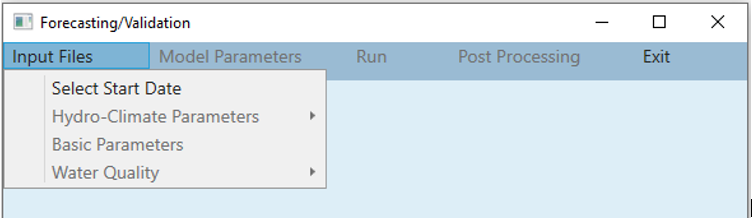 Forecasting/Validation
Input Files Model Parameters Run Post Processing Exit
Select Start Date
Hydro-Climate Parameters
Basic Parameters
Water Quality